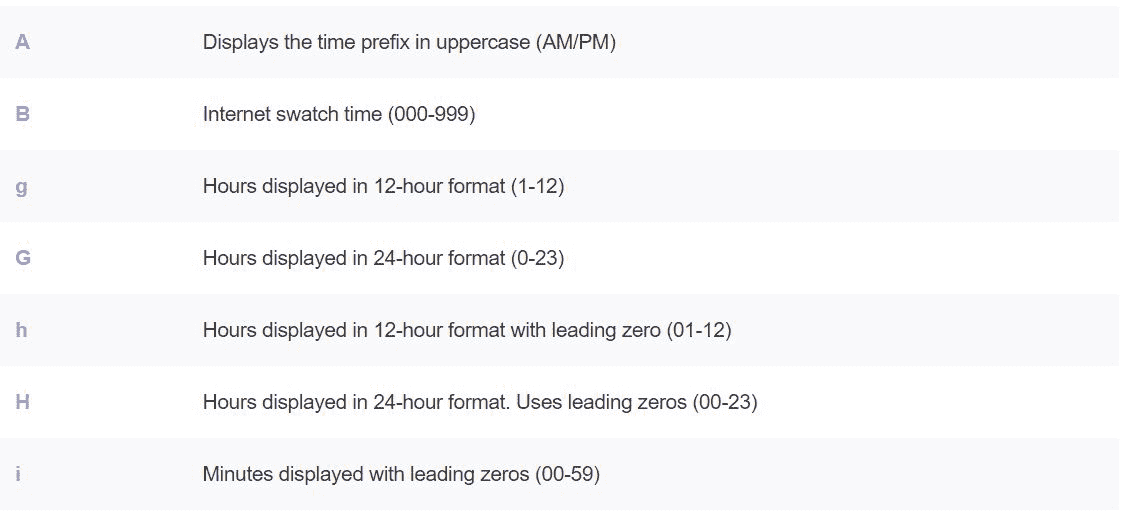 A Displays the time prefix in uppercase (AM/PM)
B Internet swatch time (000-999)
g Hours displayed in 12-hour format (1-12)
G Hours displayed in 24-hour format (0-23)
h Hours displayed in 12-hour format with leading zero (01-12)
H Hours displayed in 24-hour format. Uses leading zeros (00-23)
i Minutes displayed with leading zeros (00-59)